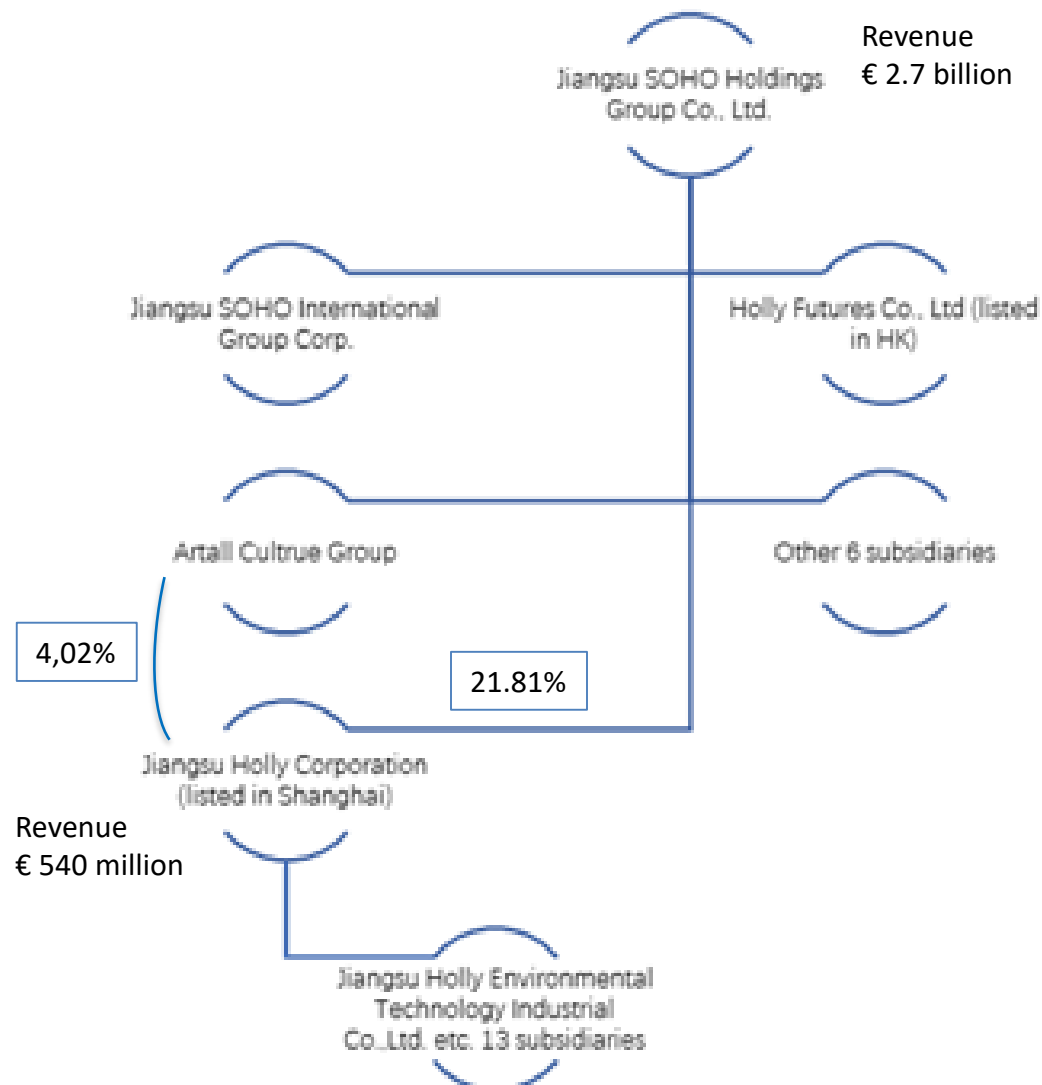 Jiangsu SOHO Holdings
Group Co., Ltd.
Revenue
€ 2.7 billion
Jiangsu SOHO International
Group Corp.
Holly Futures Co., Ltd (listed
in HK)
Artall Cultrue Group
Other 6 subsidiaries
4,02%
21.81%
Jiangsu Holly Corporation
(listed in Shanghai)
Revenue
€ 540 million
Jiangsu Holly Environmental
Technology Industrial
Co.,Ltd. etc. 13 subsidiaries